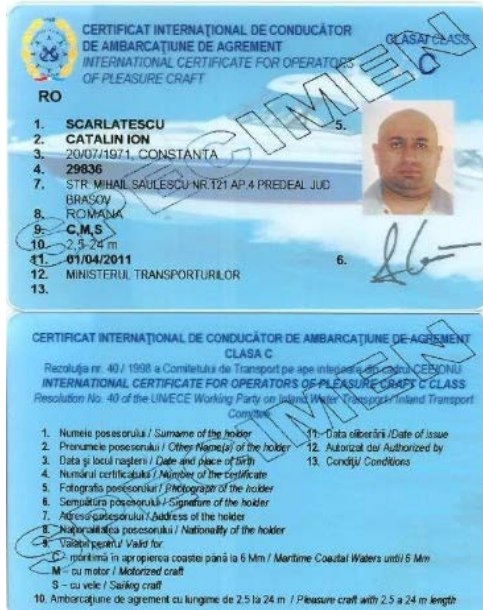 CERTIFICAT INTERNAŢIONAL DE CONDUCĂTOR
DE AMBARCAŢIUNE DE AGREMENT
INTERNATIONAL CERTIFICATE FOR OPERATORS
OF PLEASURE CRAFT
CLASA/ CLASS
C
RO
1. SCARLATESCU
2. CATALIN ION
3. 20/07/1971, CONSTANTA
4. 29836
5.
7. STR. MIHAIL SAULESCU NR.121 AP.4 PREDEAL JUD
BRASOV
8. ROMANA
9. C,M,S
10. 2,5-24 m
11. 01/04/2011
6.
12. MINISTERUL TRANSPORTURILOR
13.
SPECIMEN
CERTIFICAT INTERNAŢIONAL DE CONDUCĂTOR DE AMBARCAŢIUNE DE AGREMENT
CLASA C
Rezoluţia nr. 40 / 1998 a Comitetului de Transport pe ape interioare din cadrul CEE/ONU
INTERNATIONAL CERTIFICATE FOR OPERATORS OF PLEASURE CRAFT C CLASS
Resolution No. 40 of the UN/ECE Working Party on Inland Water Transport / Inland Transport
1. Numele posesorului / Surname of the holder
2. Prenumele posesorului / Other Name(s) of the holder
3. Data şi locul naşterii / Date and place of birth
4. Numărul certificatului / Number of the certificate
5. Fotografia posesorului / Photograph of the holder
6. Semnătura posesorului / Signature of the holder
7. Adresa posesorului / Address of the holder
8. Naţionalitatea posesorului / Nationality of the holder
9. Valabil pentru/ Valid for:
C - maritimă în apropierea coastei până la 6 Mm / Maritime Coastal Waters until 6 Mm
M – cu motor / Motorized craft
S – cu vele / Sailing craft
10. Ambarcaţiune de agrement cu lungime de 2.5 la 24 m / Pleasure craft with 2.5 a 24 m length
11. Data eliberării /Date of issue
12. Autorizat de/ Authorized by
13. Condiţii/ Conditions
SPECIMEN